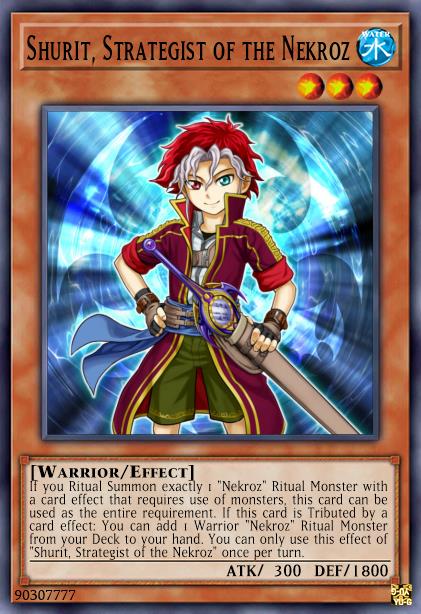 Shurit, Strategist of the Nekroz
WATER
水
[Warrior/Effect]
If you Ritual Summon exactly 1 "Nekroz" Ritual Monster with
a card effect that requires use of monsters, this card can be
used as the entire requirement. If this card is Tributed by a
card effect: You can add 1 Warrior "Nekroz" Ritual Monster
from your Deck to your hand. You can only use this effect of
"Shurit, Strategist of the Nekroz" once per turn.
ATK/ 300 DEF/1800
90307777